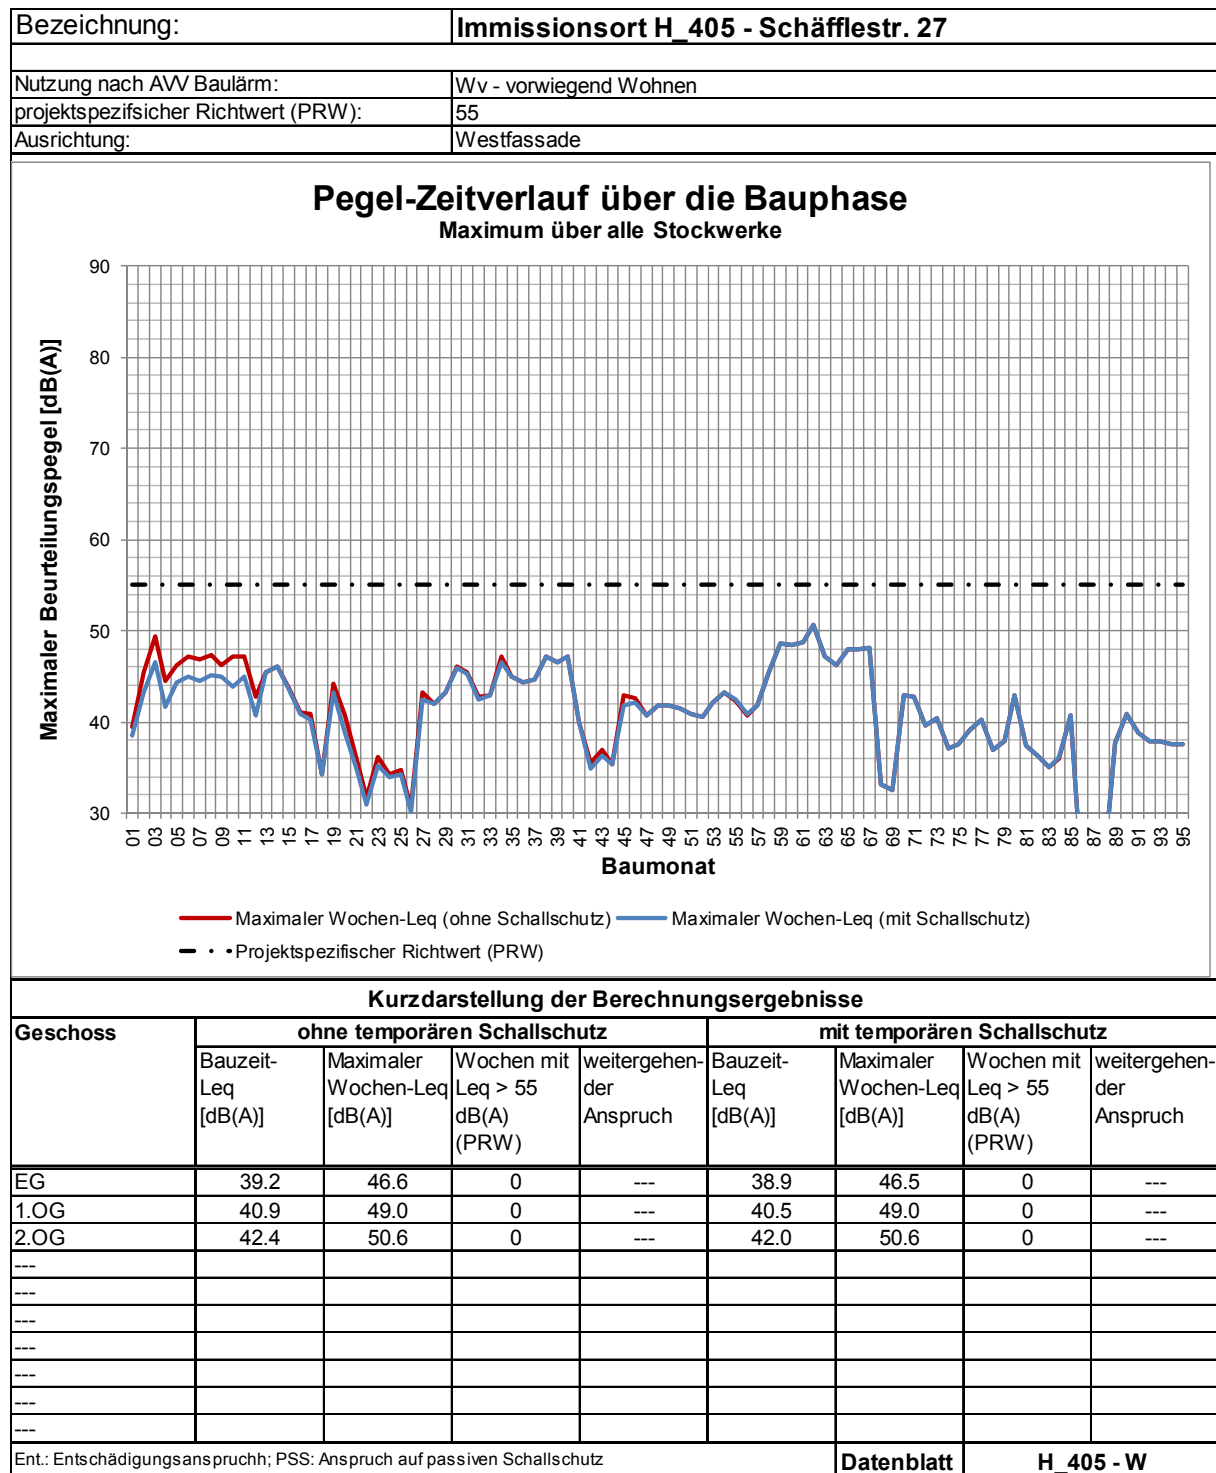 Bezeichnung: Immissionsort H_405 - Schäfflestr. 27
Nutzung nach AVV Baulärm: Wv - vorwiegend Wohnen
projektspezifsicher Richtwert (PRW): 55
Ausrichtung: Westfassade
Pegel-Zeitverlauf über die Bauphase
Maximum über alle Stockwerke
Maximaler Beurteilungspegel [dB(A)]
90
80
70
60
50
40
30
01 03 05 07 09 11 13 15 17 19 21 23 25 27 29 31 33 35 37 39 41 43 45 47 49 51 53 55 57 59 61 63 65 67 69 71 73 75 77 79 81 83 85 87 89 91 93 95
Baumonat
Maximaler Wochen-Leq (ohne Schallschutz) Maximaler Wochen-Leq (mit Schallschutz)
Projektspezifischer Richtwert (PRW)
Kurzdarstellung der Berechnungsergebnisse
Geschoss ohne temporären Schallschutz mit temporären Schallschutz
Bauzeit- Maximaler Wochen mit weitergehen- Bauzeit- Maximaler Wochen mit weitergehen-
Leq Wochen-Leq Leq > 55 der Leq Wochen-Leq Leq > 55 der
[dB(A)] [dB(A)] dB(A) Anspruch [dB(A)] [dB(A)] dB(A) Anspruch
(PRW) (PRW)
EG 39.2 46.6 0 --- 38.9 46.5 0 ---
1.OG 40.9 49.0 0 --- 40.5 49.0 0 ---
2.OG 42.4 50.6 0 --- 42.0 50.6 0 ---
---
---
---
---
---
---
---
Ent.: Entschädigungsanspruchh; PSS: Anspruch auf passiven Schallschutz Datenblatt H_405 - W